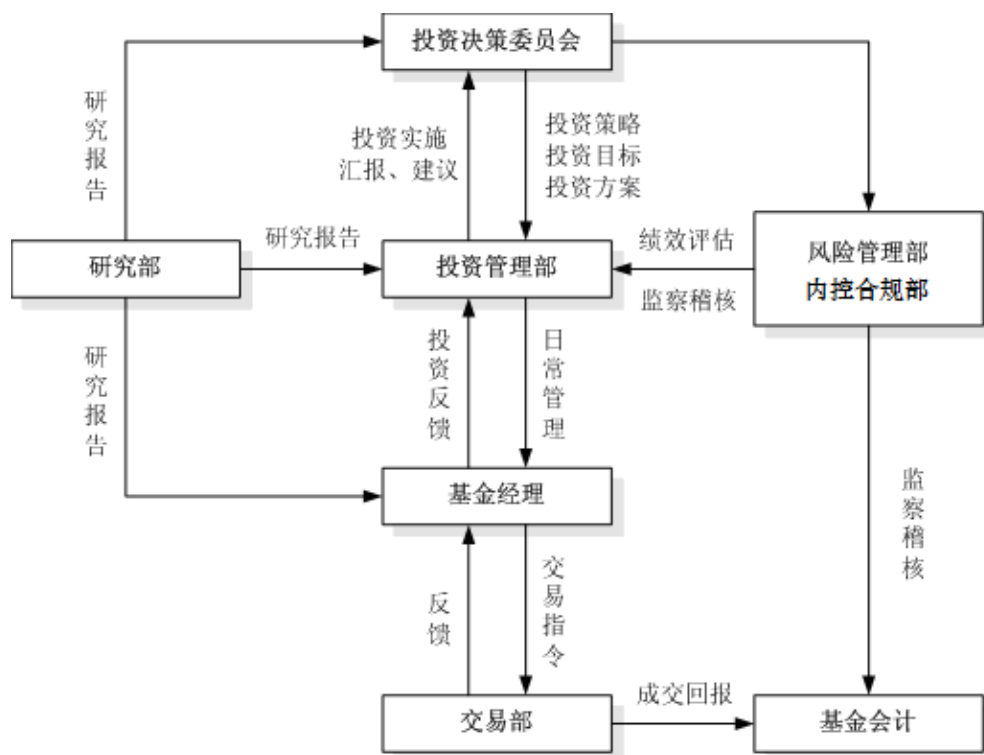 投资决策委员会
研究报告
投资实施
汇报、建议
投资策略
投资目标
投资方案
研究部
研究报告
投资管理部
绩效评估
监察稽核
风险管理部
内控合规部
研究报告
投资反馈
日常管理
基金经理
监察稽核
反馈
交易指令
交易部
成交回报
基金会计